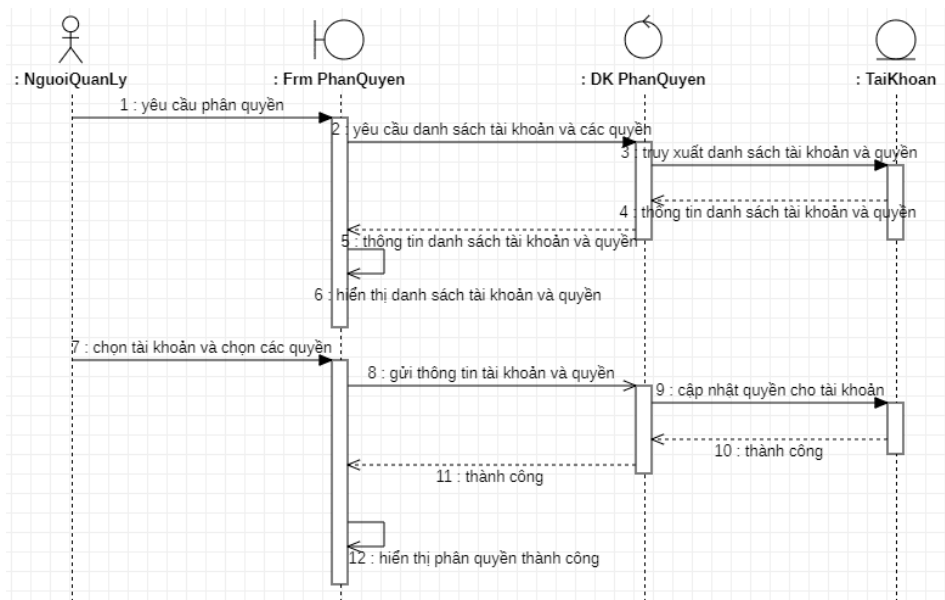 : NguoiQuanLy
: Frm PhanQuyen
: DK PhanQuyen
: TaiKhoan
1 : yêu cầu phân quyền
2 : yêu cầu danh sách tài khoản và các quyền
3 : truy xuất danh sách tài khoản và quyền
4 : thông tin danh sách tài khoản và quyền
5 : thông tin danh sách tài khoản và quyền
6 : hiển thị danh sách tài khoản và quyền
7 : chọn tài khoản và chọn các quyền
8 : gửi thông tin tài khoản và quyền
9 : cập nhật quyền cho tài khoản
10 : thành công
11 : thành công
12 : hiển thị phân quyền thành công